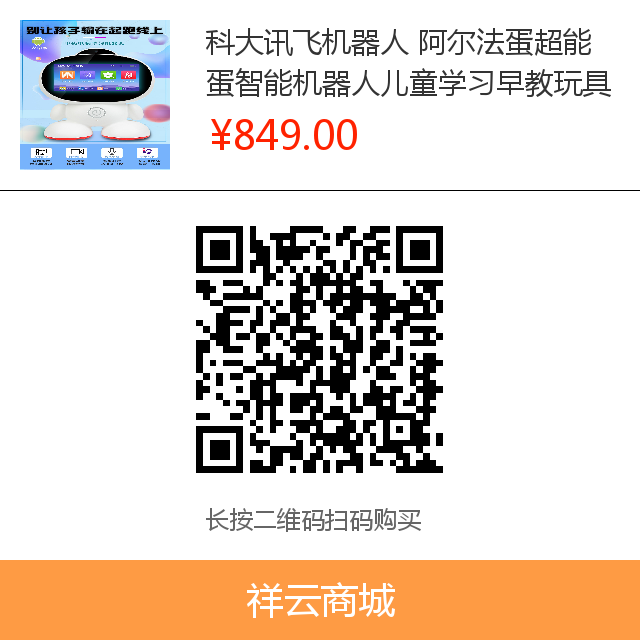 别让孩子输在起跑线上
科大讯飞机器人 阿尔法蛋超能
蛋智能机器人儿童学习早教玩具
¥849.00
长按二维码扫码购买
祥云商城